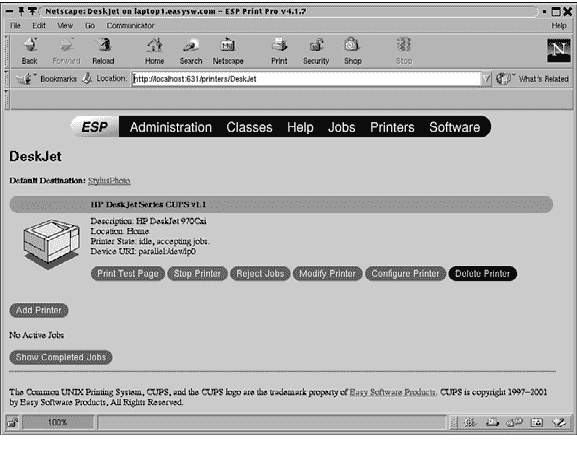 Netscape: DeskJet on laptop1.easysw.com – ESP Print Pro v4.1.?
File Edit View Go Communicator Help
Back Forward Reload Home Search Netscape Print Security Shop Stop
Bookmarks Location: http://localhost:631/printers/DeskJet What's Related
ESP Administration Classes Help Jobs Printers Software
DeskJet
Default Destination: StylusPhoto
HP DeskJet Series CUPS v1.1
Description: HP DeskJet 970Cxi
Location: Home
Printer State: idle, accepting jobs.
Device URI: parallel:/dev/lp0
Print Test Page Stop Printer Reject Jobs Modify Printer Configure Printer Delete Printer
Add Printer
No Active Jobs
Show Completed Jobs
The Common UNIX Printing System, CUPS, and the CUPS logo are the trademark property of Easy Software Products. CUPS is copyright 1997–2001
by Easy Software Products, All Rights Reserved.
100%